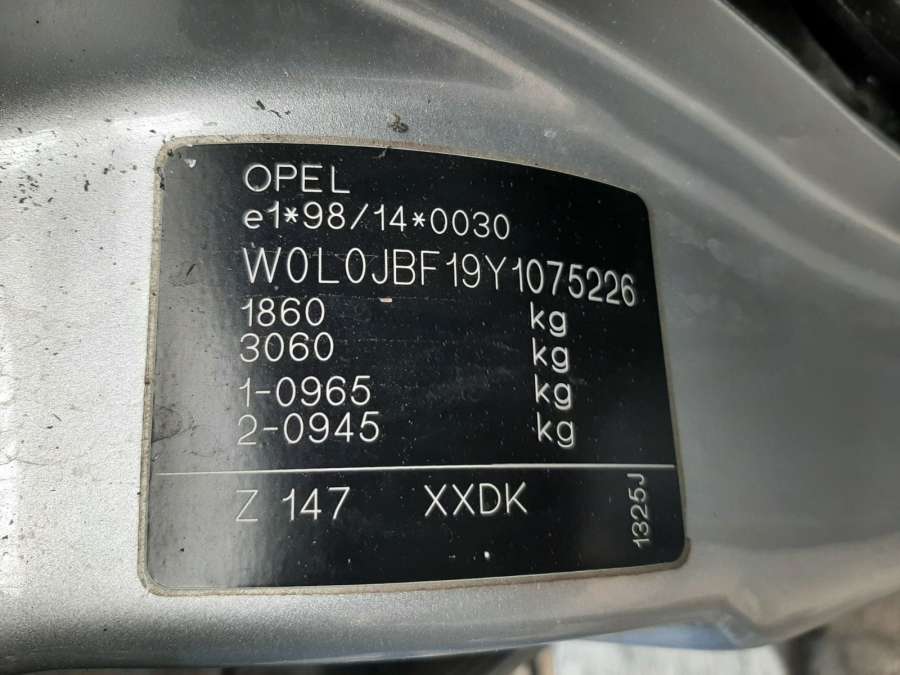 OPEL
e1*98/14*0030
W0L0JBF19Y1075226
1860 kg
3060 kg
1-0965 kg
2-0945 kg
Z 147 XXDK
1325J